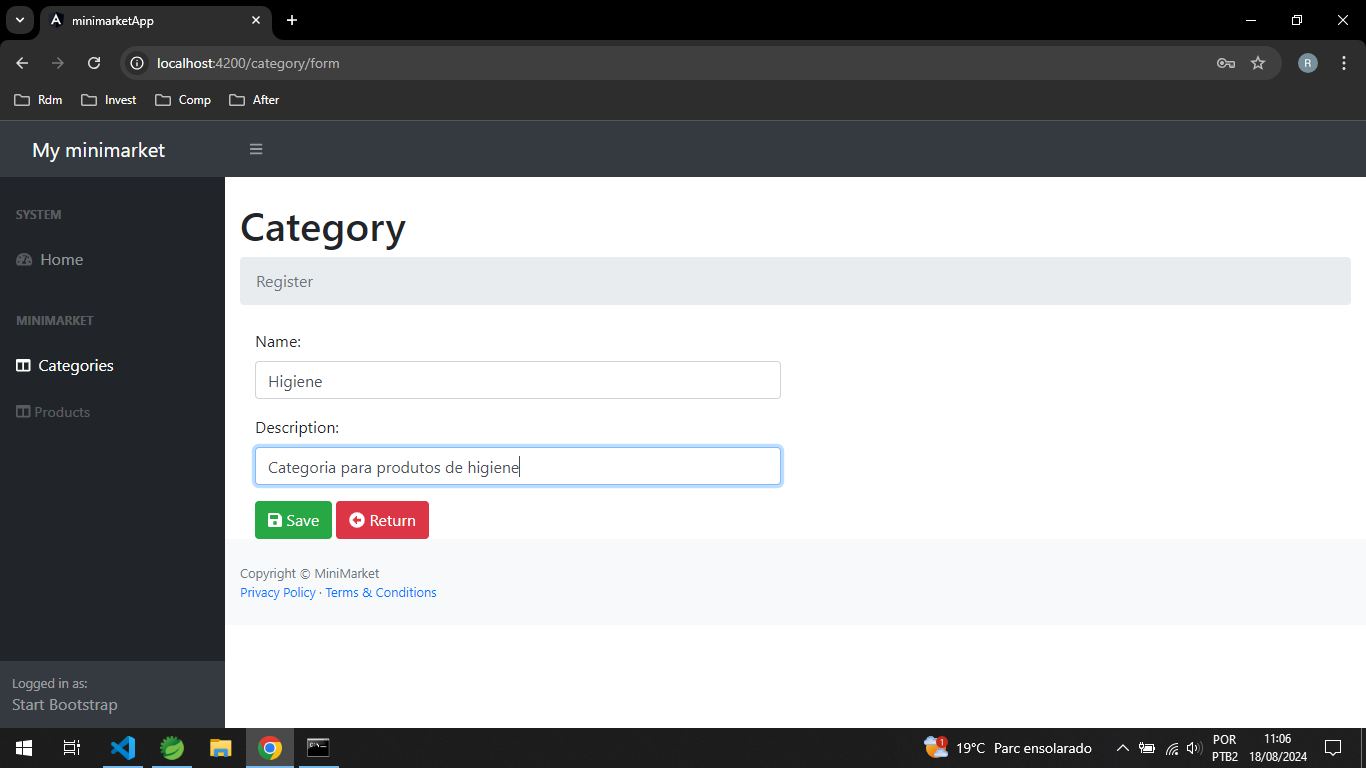 minimarketApp
localhost:4200/category/form
R
Rdm Invest Comp After
My minimarket
SYSTEM
Home
MINIMARKET
Categories
Products
Logged in as:
Start Bootstrap
Category
Register
Name:
Higiene
Description:
Categoria para produtos de higiene
Save Return
Copyright © MiniMarket
Privacy Policy · Terms & Conditions
1
19°C Parc ensolarado
POR
PTB2
11:06
18/08/2024